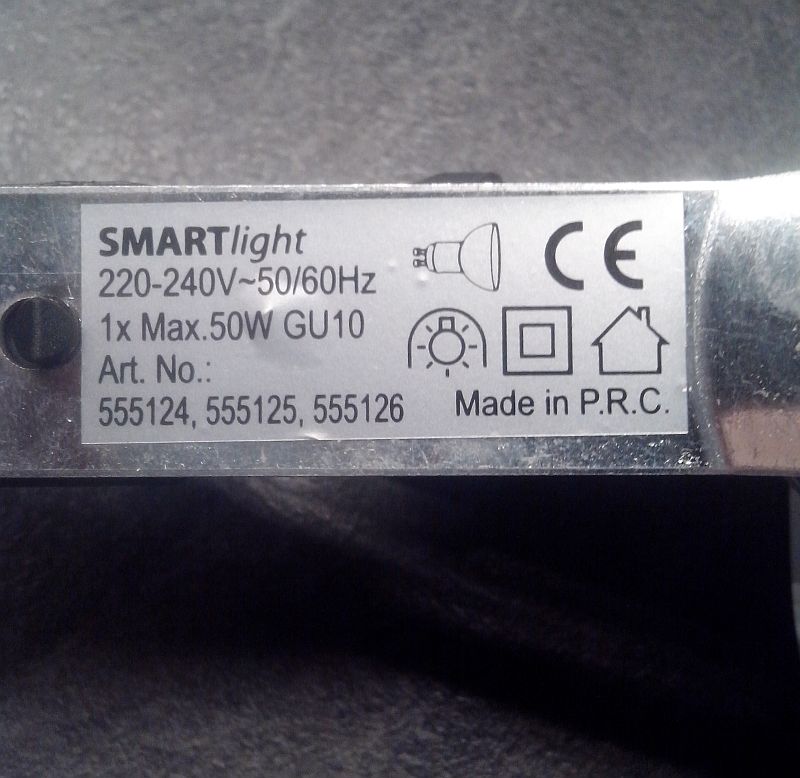 SMARTlight
220-240V~50/60Hz
1x Max.50W GU10
Art. No.:
555124, 555125, 555126
CE
Made in P.R.C.